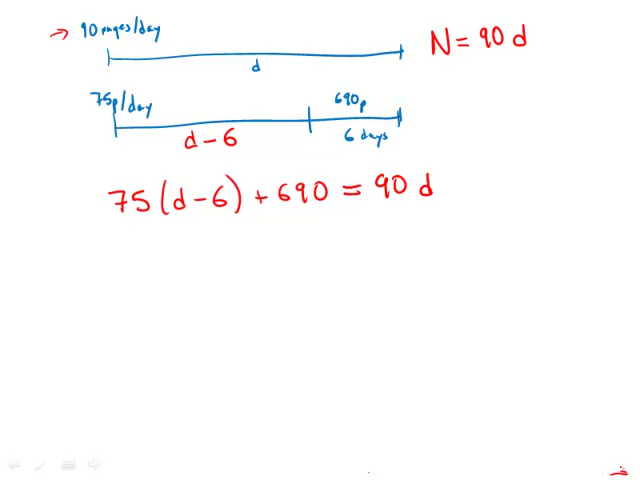 → 90 pages/day
N = 90 d
d
75p/day
690p
d - 6
6 days
75(d-6) + 690 = 90 d